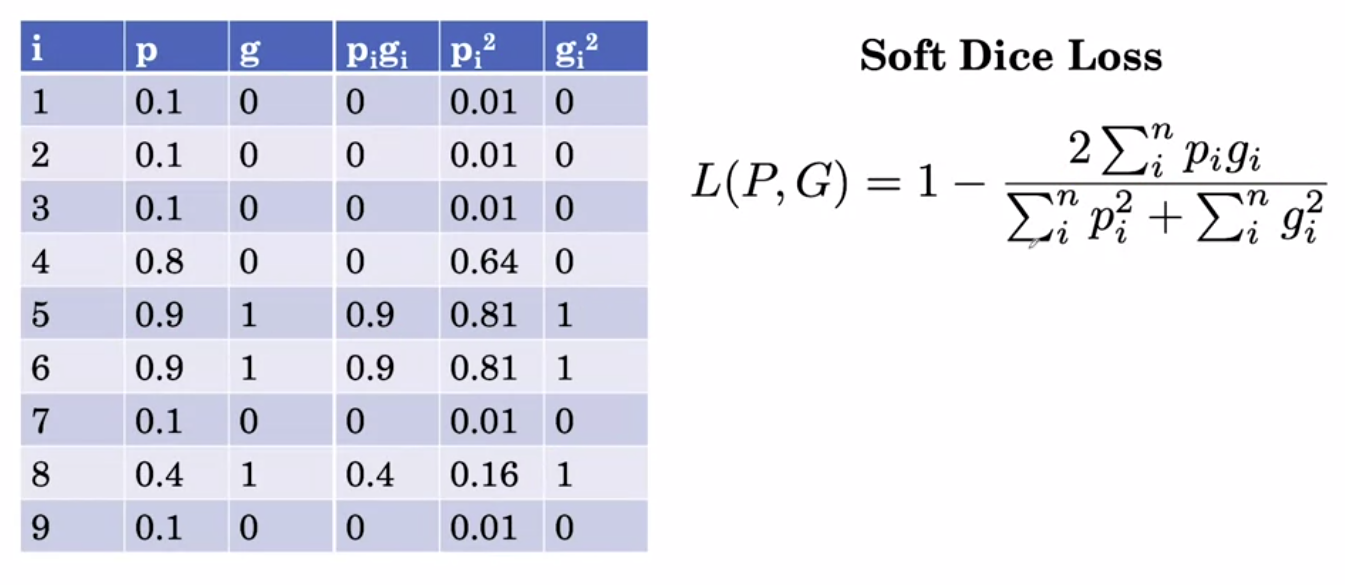 i p g pᵢgᵢ pᵢ² gᵢ²
1 0.1 0 0 0.01 0
2 0.1 0 0 0.01 0
3 0.1 0 0 0.01 0
4 0.8 0 0 0.64 0
5 0.9 1 0.9 0.81 1
6 0.9 1 0.9 0.81 1
7 0.1 0 0 0.01 0
8 0.4 1 0.4 0.16 1
9 0.1 0 0 0.01 0
Soft Dice Loss
L(P, G) = 1 − \frac{2 \sum_i^n p_i g_i}{\sum_i^n p_i^2 + \sum_i^n g_i^2}